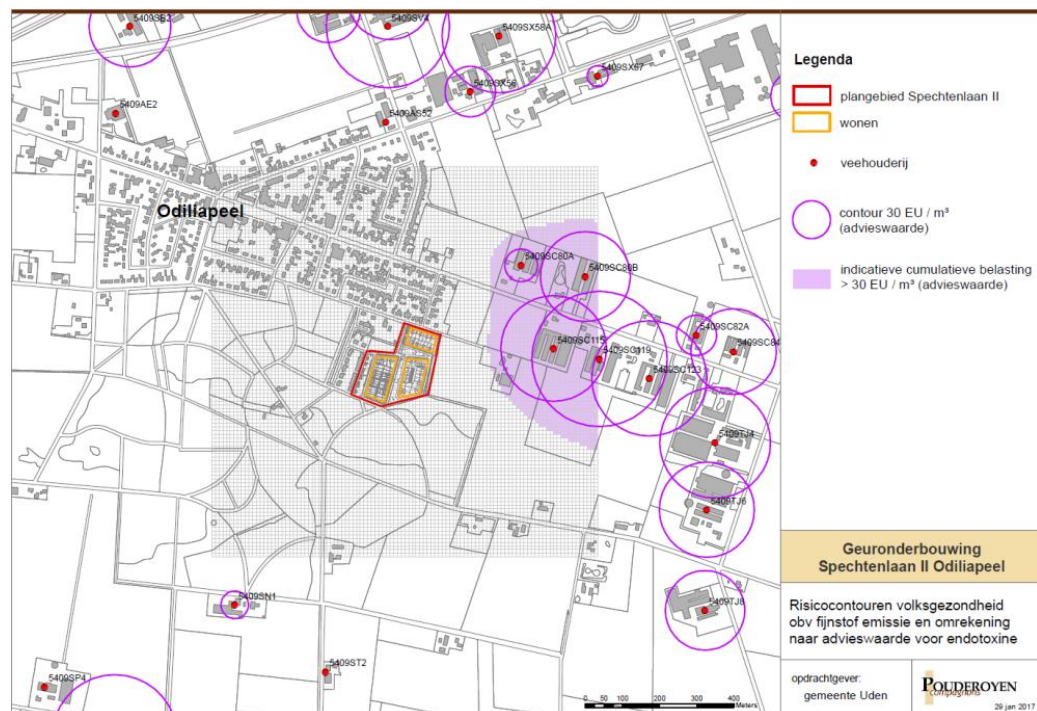 5409SB2
5409SV4
5409SX58A
5409SX56
5409SX67
5409AE2
5409AS52
Odiliapeel
5409SC80A
5409SC80B
5409SC82A
5409SC84
5409SC115
5409SC119
5409SC123
5409TJ4
5409TJ6
5409TJ8
5409SN1
5409ST2
5409SP4
0 50 100 200 300 400
Meters
Legenda
plangebied Spechtenlaan II
wonen
veehouderij
contour 30 EU / m³
(advieswaarde)
indicatieve cumulatieve belasting
> 30 EU / m³ (advieswaarde)
Geuronderbouwing
Spechtenlaan II Odiliapeel
Risicocontouren volksgezondheid
obv fijnstof emissie en omrekening
naar advieswaarde voor endotoxine
opdrachtgever:
gemeente Uden
POUDEROYEN
compagnons
29 jan 2017